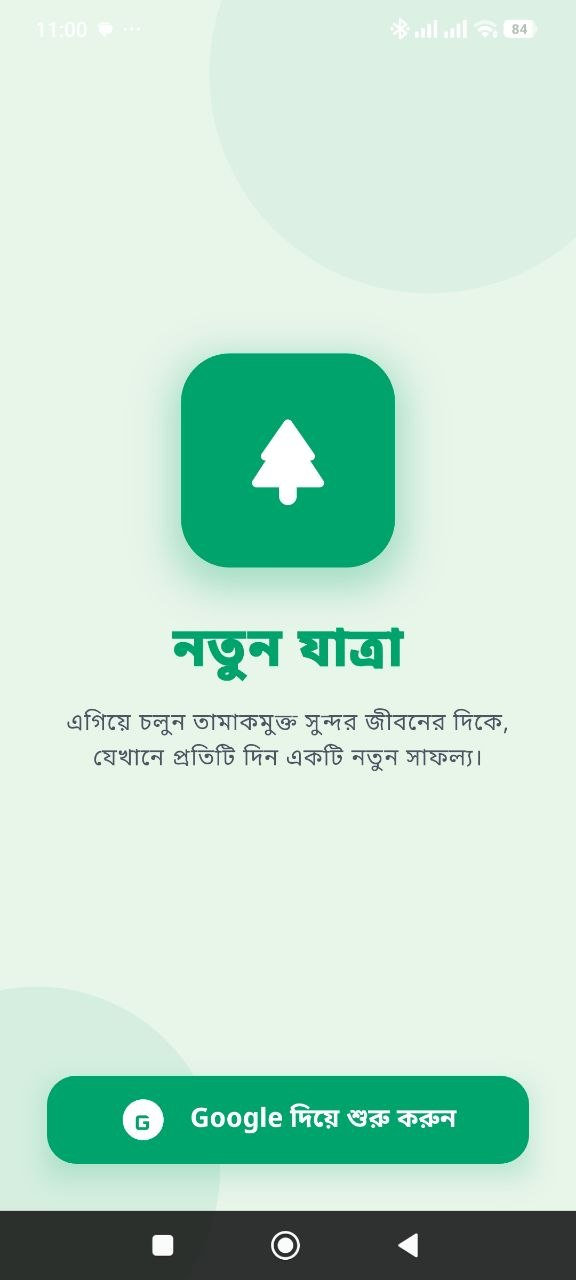 11:00
84
নতুন যাত্রা
এগিয়ে চলুন তামাকমুক্ত সুন্দর জীবনের দিকে,
যেখানে প্রতিটি দিন একটি নতুন সাফল্য।
G Google দিয়ে শুরু করুন